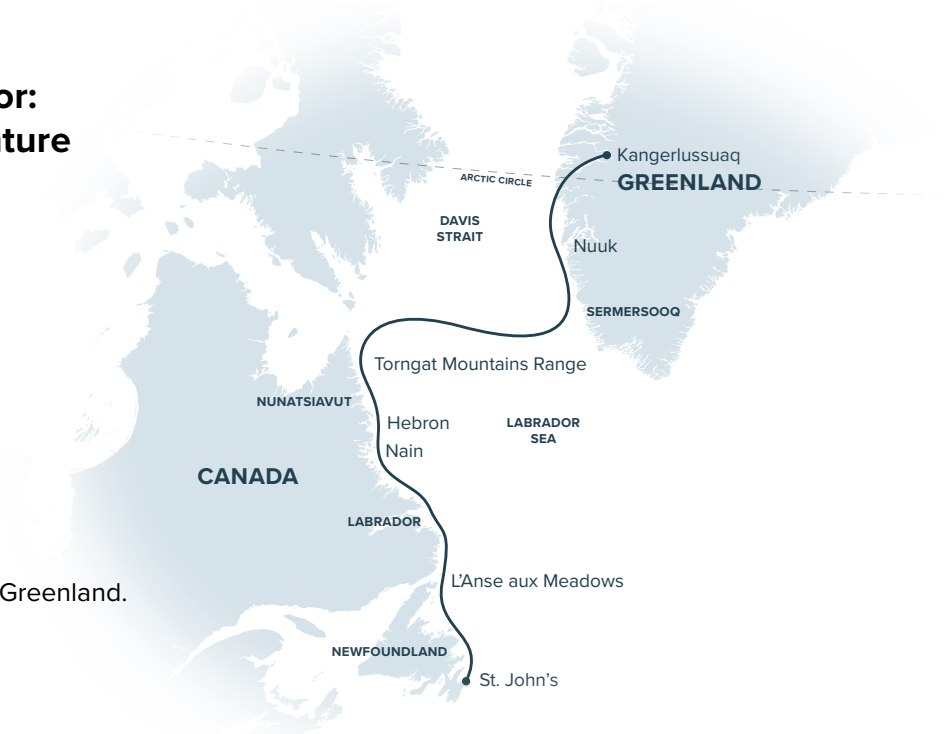 or:
ture
Kangerlussuaq
ARCTIC CIRCLE
GREENLAND
DAVIS
STRAIT
Nuuk
SERMERSOOQ
Torngat Mountains Range
NUNATSIAVUT
Hebron
LABRADOR
SEA
Nain
CANADA
LABRADOR
L’Anse aux Meadows
Greenland.
NEWFOUNDLAND
St. John’s